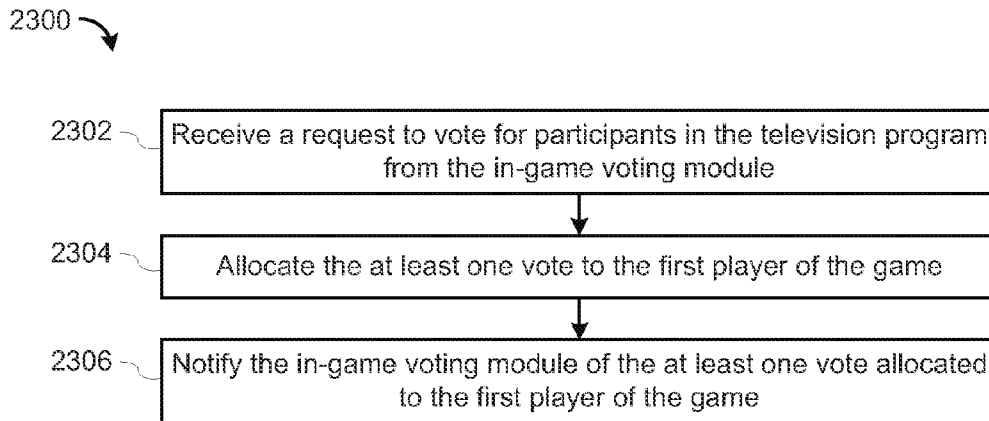 2300
2302
Receive a request to vote for participants in the television program
from the in-game voting module
2304
Allocate the at least one vote to the first player of the game
2306
Notify the in-game voting module of the at least one vote allocated
to the first player of the game